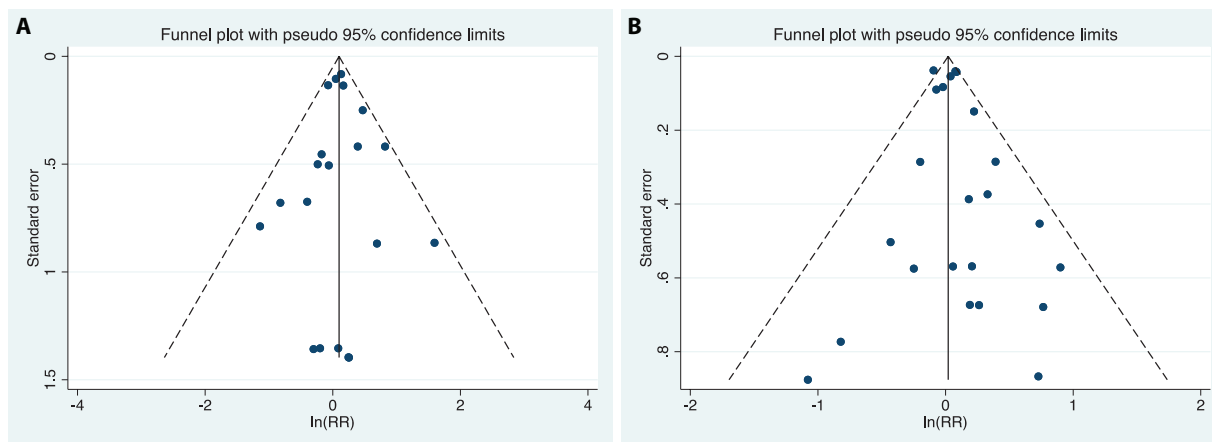 A
Funnel plot with pseudo 95% confidence limits
0
.5
1
1.5
Standard error
-4
-2
0
2
4
ln(RR)
B
Funnel plot with pseudo 95% confidence limits
0
.2
.4
.6
.8
Standard error
-2
-1
0
1
2
ln(RR)